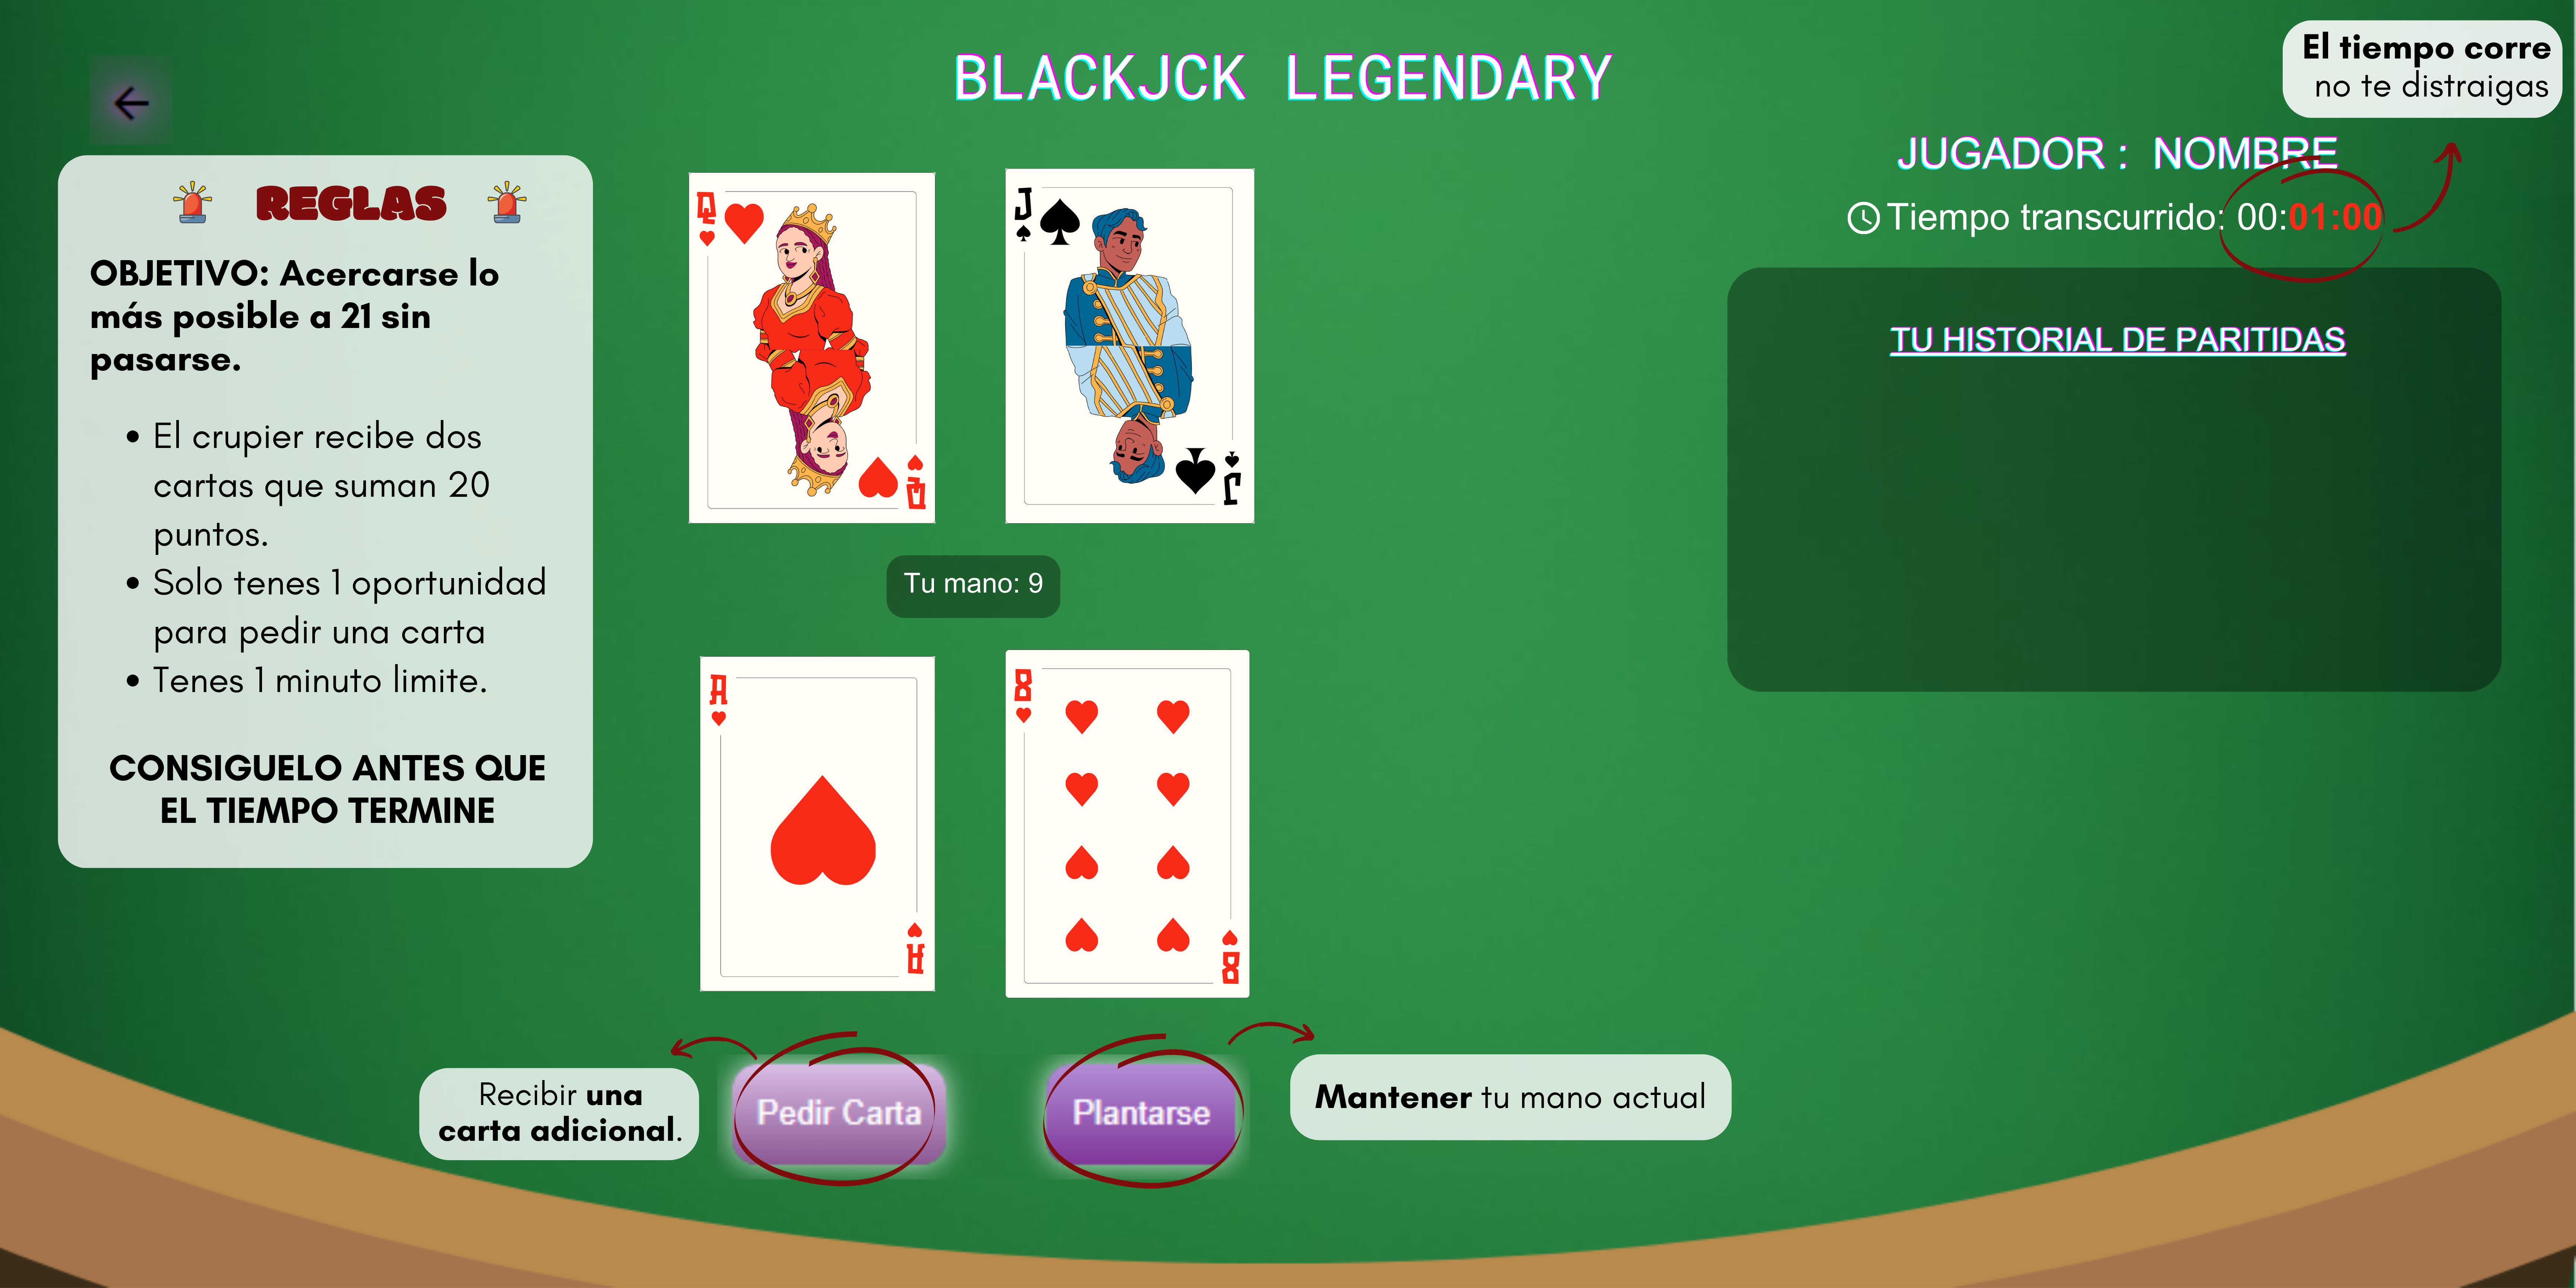 BLACKJCK LEGENDARY
El tiempo corre
no te distraigas
JUGADOR : NOMBRE
Tiempo transcurrido: 00:01:00
TU HISTORIAL DE PARITIDAS
REGLAS
OBJETIVO: Acercarse lo
más posible a 21 sin
pasarse.
• El crupier recibe dos
cartas que suman 20
puntos.
• Solo tenes 1 oportunidad
para pedir una carta
• Tenes 1 minuto limite.
CONSIGUELO ANTES QUE
EL TIEMPO TERMINE
Q
Q
J
J
Tu mano: 9
A
A
8
8
Recibir una
carta adicional.
Pedir Carta
Plantarse
Mantener tu mano actual